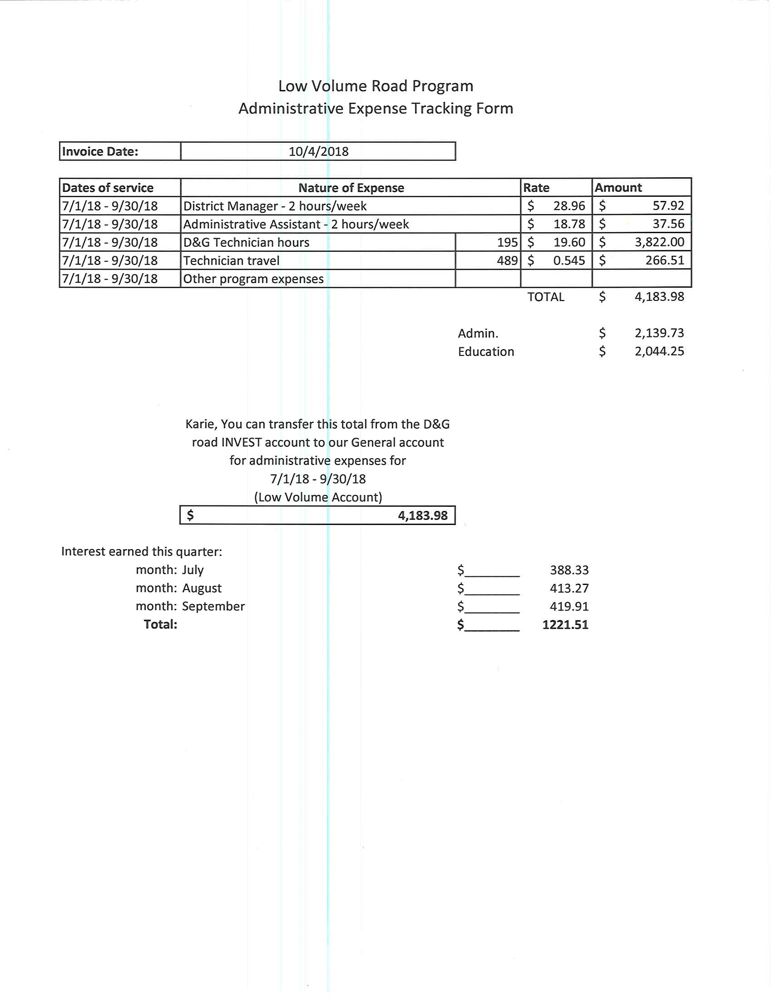 Low Volume Road Program
Administrative Expense Tracking Form
Invoice Date: 10/4/2018
Dates of service Nature of Expense Rate Amount
7/1/18 - 9/30/18 District Manager - 2 hours/week $ 28.96 $ 57.92
7/1/18 - 9/30/18 Administrative Assistant - 2 hours/week $ 18.78 $ 37.56
7/1/18 - 9/30/18 D&G Technician hours 195 $ 19.60 $ 3,822.00
7/1/18 - 9/30/18 Technician travel 489 $ 0.545 $ 266.51
7/1/18 - 9/30/18 Other program expenses
TOTAL $ 4,183.98
Admin. $ 2,139.73
Education $ 2,044.25
Karie, You can transfer this total from the D&G
road INVEST account to our General account
for administrative expenses for
7/1/18 - 9/30/18
(Low Volume Account)
$ 4,183.98
Interest earned this quarter:
month: July $________ 388.33
month: August $________ 413.27
month: September $________ 419.91
Total: $________ 1221.51